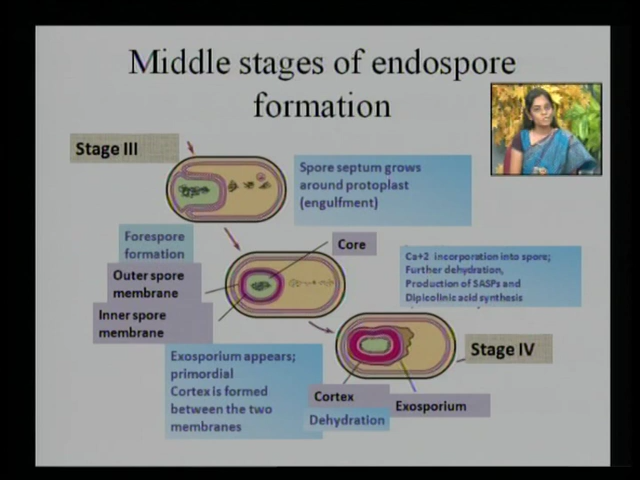 Middle stages of endospore
formation
Stage III
Spore septum grows
around protoplast
(engulfment)
Forespore
formation
Core
Outer spore
membrane
Ca+2 incorporation into spore;
Further dehydration,
Production of SASPs and
Dipicolinic acid synthesis
Inner spore
membrane
Stage IV
Exosporium appears;
primordial
Cortex is formed
between the two
membranes
Cortex
Exosporium
Dehydration